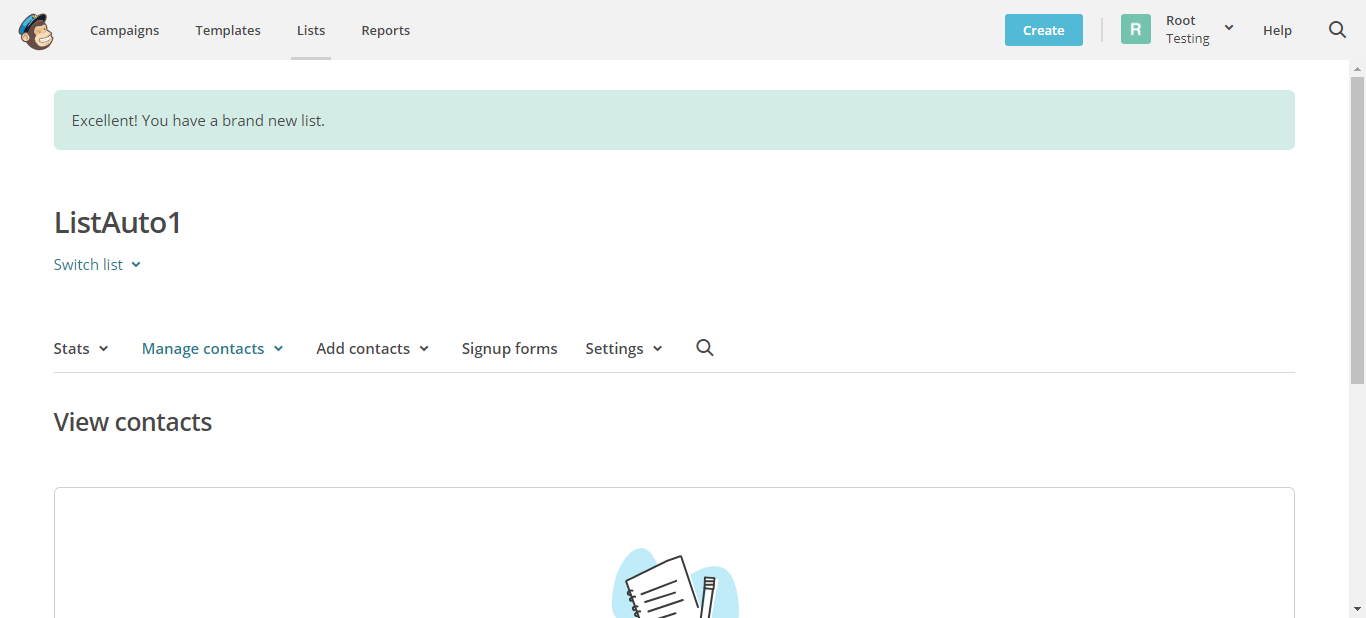 Campaigns Templates Lists Reports Create R Root Testing Help
Excellent! You have a brand new list.
ListAuto1
Switch list
Stats Manage contacts Add contacts Signup forms Settings
View contacts